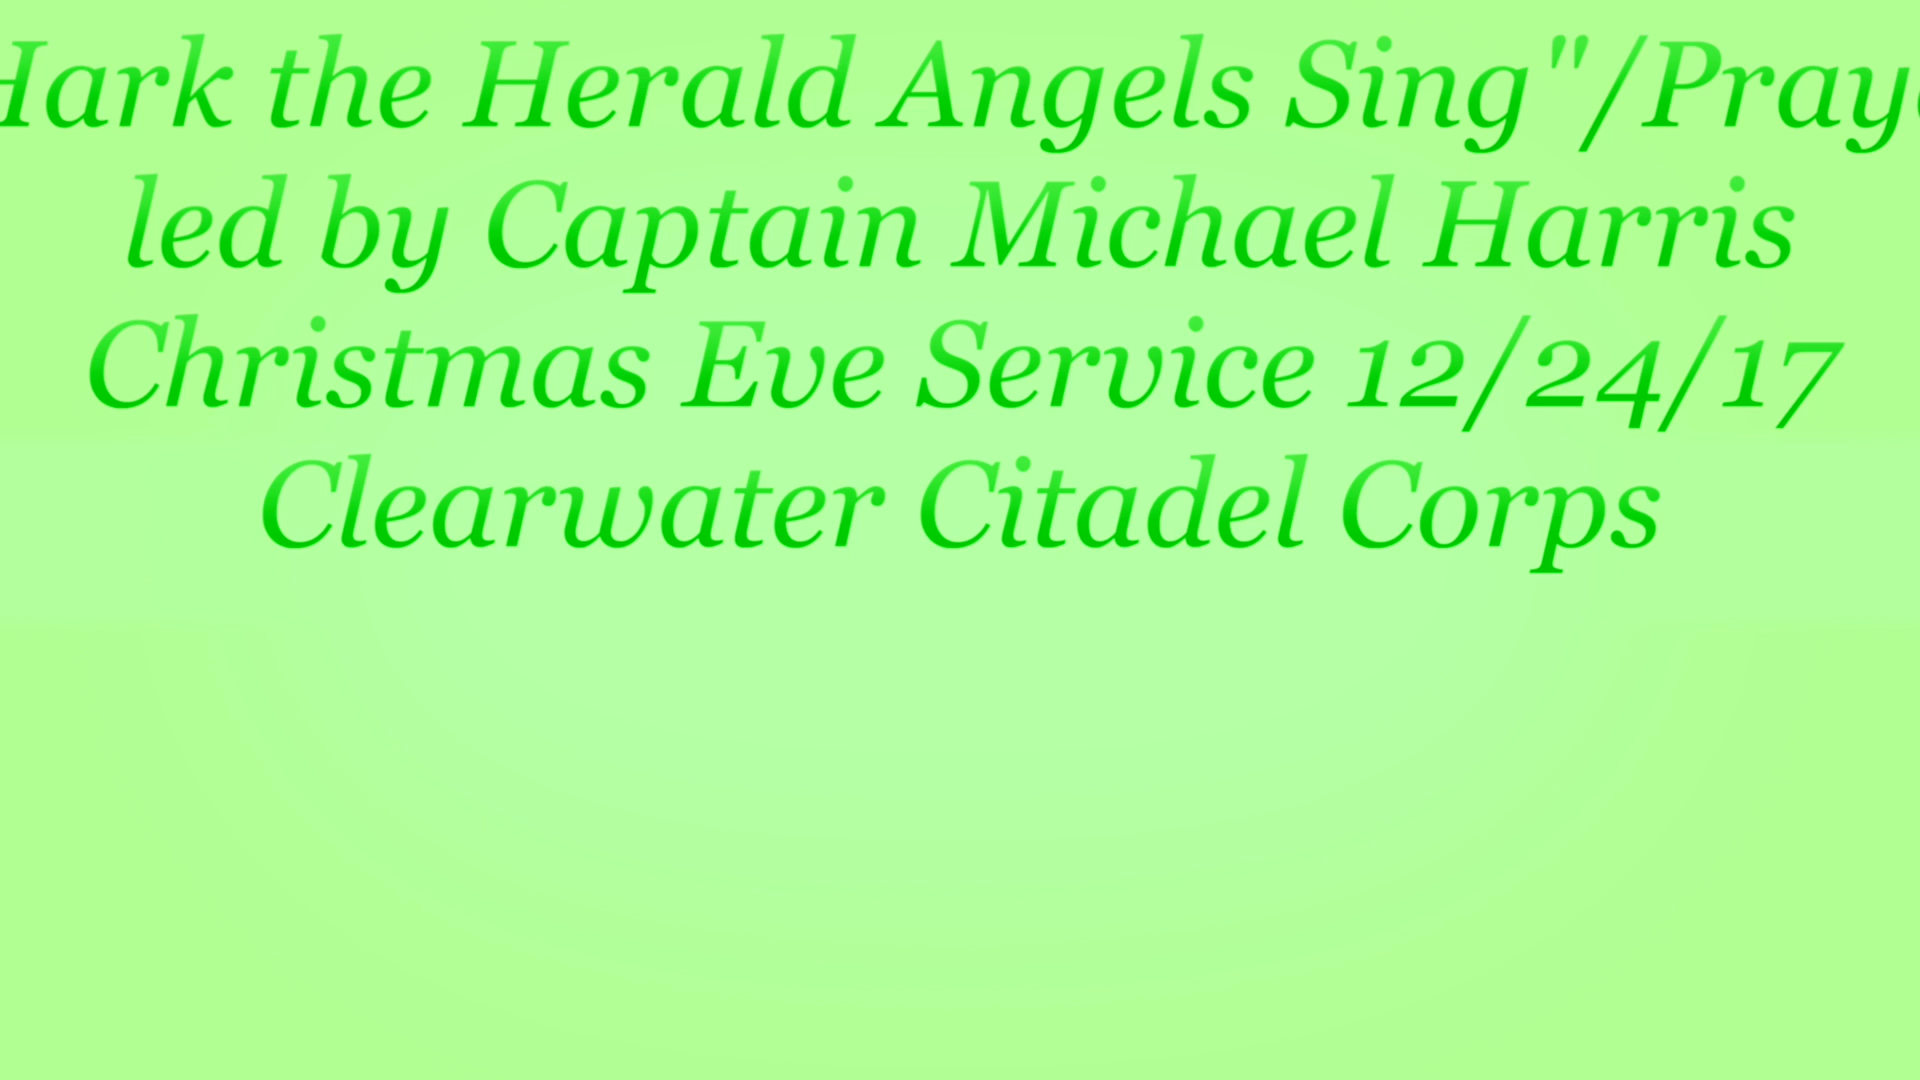 Hark the Herald Angels Sing"/Praye
led by Captain Michael Harris
Christmas Eve Service 12/24/17
Clearwater Citadel Corps